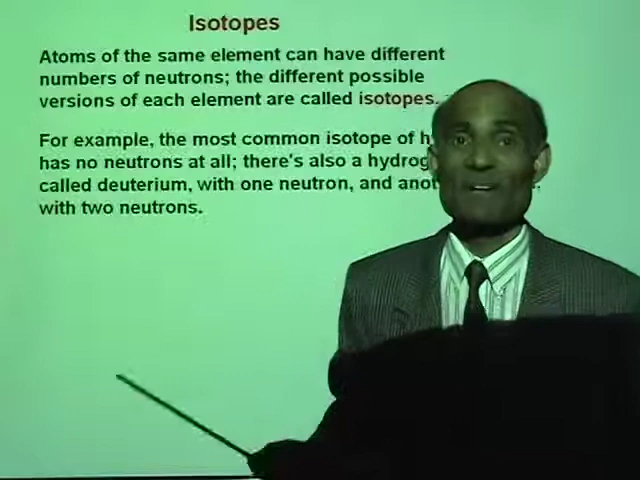 Isotopes
Atoms of the same element can have different
numbers of neutrons; the different possible
versions of each element are called isotopes.
For example, the most common isotope of h
has no neutrons at all; there's also a hydrog
called deuterium, with one neutron, and anot
with two neutrons.